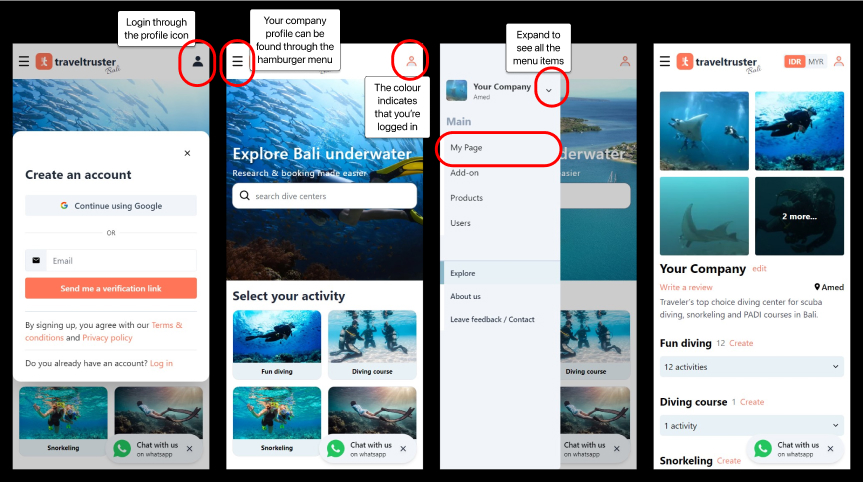 Login through
the profile icon
Your company
profile can be
found through the
hamburger menu
The colour
indicates
that you're
logged in
Expand to
see all the
menu items
traveltruster
Bali
Create an account
Continue using Google
OR
Email
Send me a verification link
By signing up, you agree with our Terms &
conditions and Privacy policy
Do you already have an account? Log in
Snorkeling
Chat with us
on whatsapp
Explore Bali underwater
Research & booking made easier
search dive centers
Select your activity
Fun diving
Diving course
Snorkeling
Chat with us
on whatsapp
Your Company
Amed
Main
My Page
Add-on
Products
Users
Explore
About us
Leave feedback / Contact
derwater
asier
Diving course
Chat with us
on whatsapp
traveltruster
Bali
IDR MYR
2 more...
Your Company edit
Write a review
Amed
Traveler's top choice diving center for scuba
diving, snorkeling and PADI courses in Bali.
Fun diving 12 Create
12 activities
Diving course 1 Create
1 activity
Snorkeling Create
Chat with us
on whatsapp